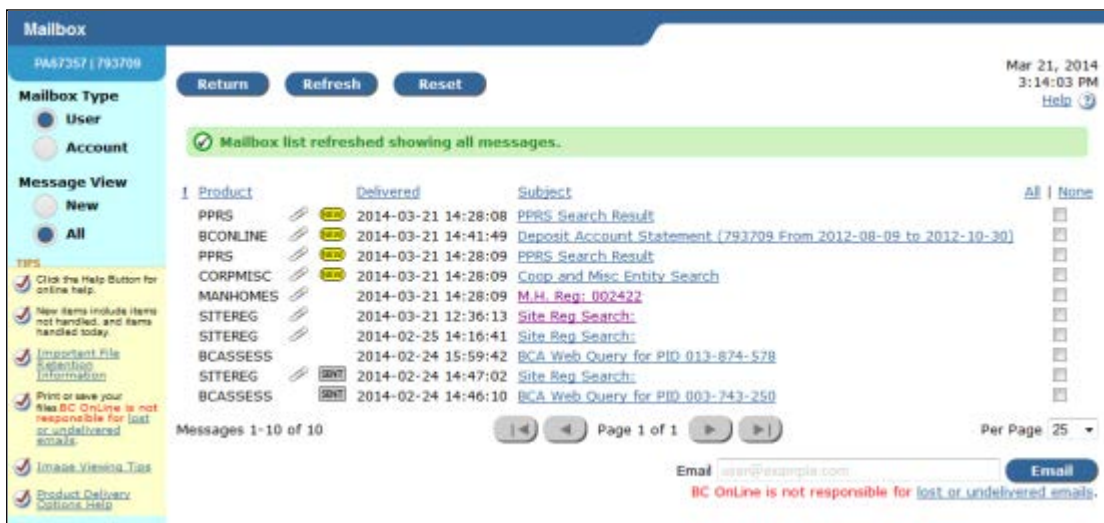 Mailbox
PA67357 | 793709
Mailbox Type
User
Account
Message View
New
All
TIPS
Click the Help Button for
online help.
New items include items
not handled, and items
handled today.
Important File
Retention
Information
Print or save your
files BC OnLine is not
responsible for lost
or undelivered
emails.
Image Viewing Tips
Product Delivery
Options Help
Return Refresh Reset
Mar 21, 2014
3:14:03 PM
Help ?
Mailbox list refreshed showing all messages.
! Product Delivered Subject All | None
PPRS NEW 2014-03-21 14:28:08 PPRS Search Result
BCONLINE NEW 2014-03-21 14:41:49 Deposit Account Statement (793709 From 2012-08-09 to 2012-10-30)
PPRS NEW 2014-03-21 14:28:09 PPRS Search Result
CORPMISC NEW 2014-03-21 14:28:09 Coop and Misc Entity Search
MANHOMES 2014-03-21 14:28:09 M.H. Reg: 002422
SITEREG 2014-03-21 12:36:13 Site Reg Search:
SITEREG 2014-02-25 14:16:41 Site Reg Search:
BCASSESS 2014-02-24 15:59:42 BCA Web Query for PID 013-874-578
SITEREG SENT 2014-02-24 14:47:02 Site Reg Search:
BCASSESS SENT 2014-02-24 14:46:10 BCA Web Query for PID 003-743-250
Messages 1-10 of 10 Page 1 of 1 Per Page 25
Email user@example.com Email
BC OnLine is not responsible for lost or undelivered emails.